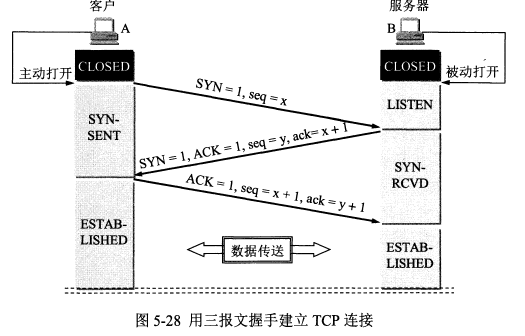 客户
服务器
A
B
主动打开
CLOSED
CLOSED
被动打开
SYN = 1, seq = x
LISTEN
SYN-
SENT
SYN = 1, ACK = 1, seq = y, ack= x + 1
SYN-
RCVD
ACK = 1, seq = x + 1, ack = y + 1
ESTAB-
LISHED
数据传送
ESTAB-
LISHED
图 5-28 用三报文握手建立 TCP 连接